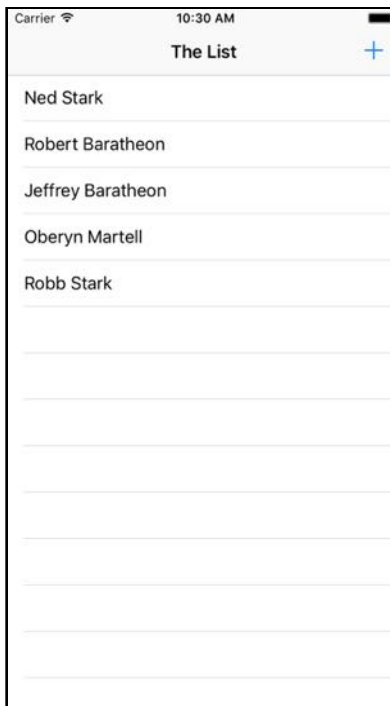 Carrier 10:30 AM
The List +
Ned Stark
Robert Baratheon
Jeffrey Baratheon
Oberyn Martell
Robb Stark